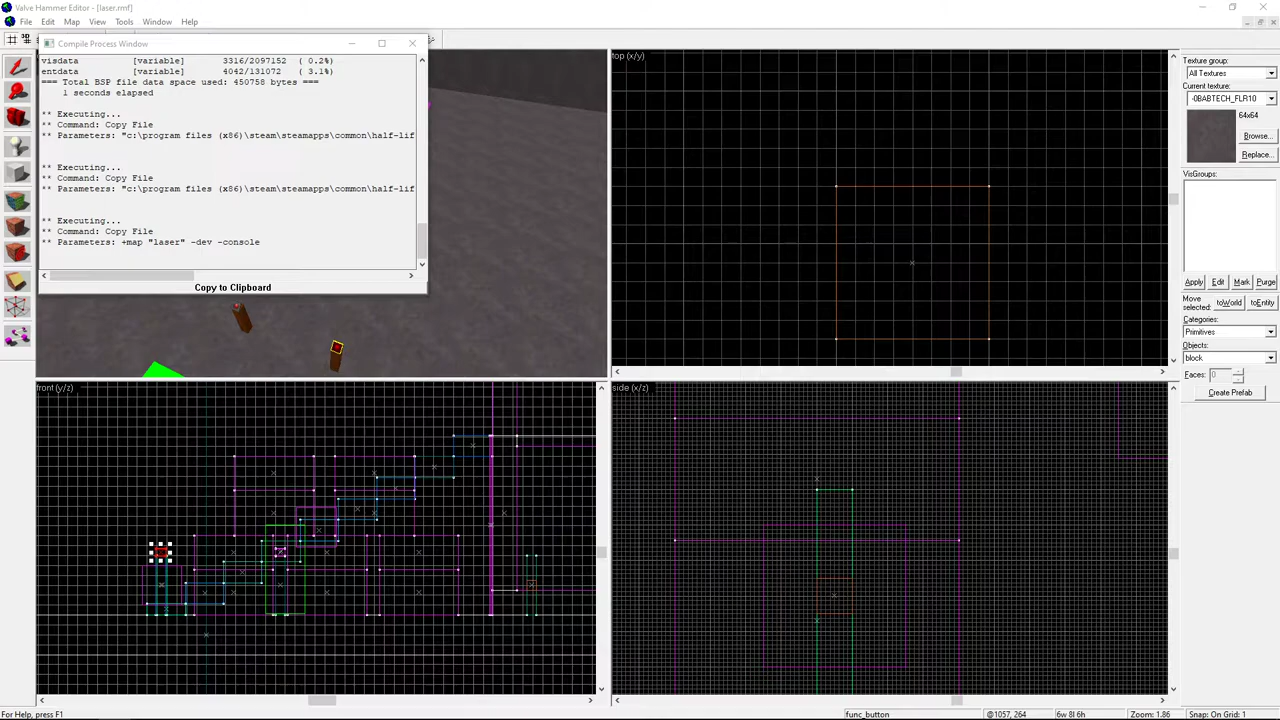 Valve Hammer Editor - [laser.rmf]
File Edit Map View Tools Window Help
Compile Process Window
visdata [variable] 3316/2097152 ( 0.2%)
entdata [variable] 4042/131072 ( 3.1%)
=== Total BSP file data space used: 450758 bytes ===
1 seconds elapsed
** Executing...
** Command: Copy File
** Parameters: "c:\program files (x86)\steam\steamapps\common\half-lif
** Executing...
** Command: Copy File
** Parameters: "c:\program files (x86)\steam\steamapps\common\half-lif
** Executing...
** Command: Copy File
** Parameters: +map "laser" -dev -console
Copy to Clipboard
top (x/y)
front (y/z)
side (x/z)
Texture group:
All Textures
Current texture:
-0BABTECH_FLR10
64x64
Browse...
Replace...
VisGroups:
Apply Edit Mark Purge
Move selected: toWorld toEntity
Categories:
Primitives
Objects:
block
Faces: 0
Create Prefab
For Help, press F1
func_button
@1057, 264
6w 8l 6h
Zoom: 1.86
Snap: On Grid: 1